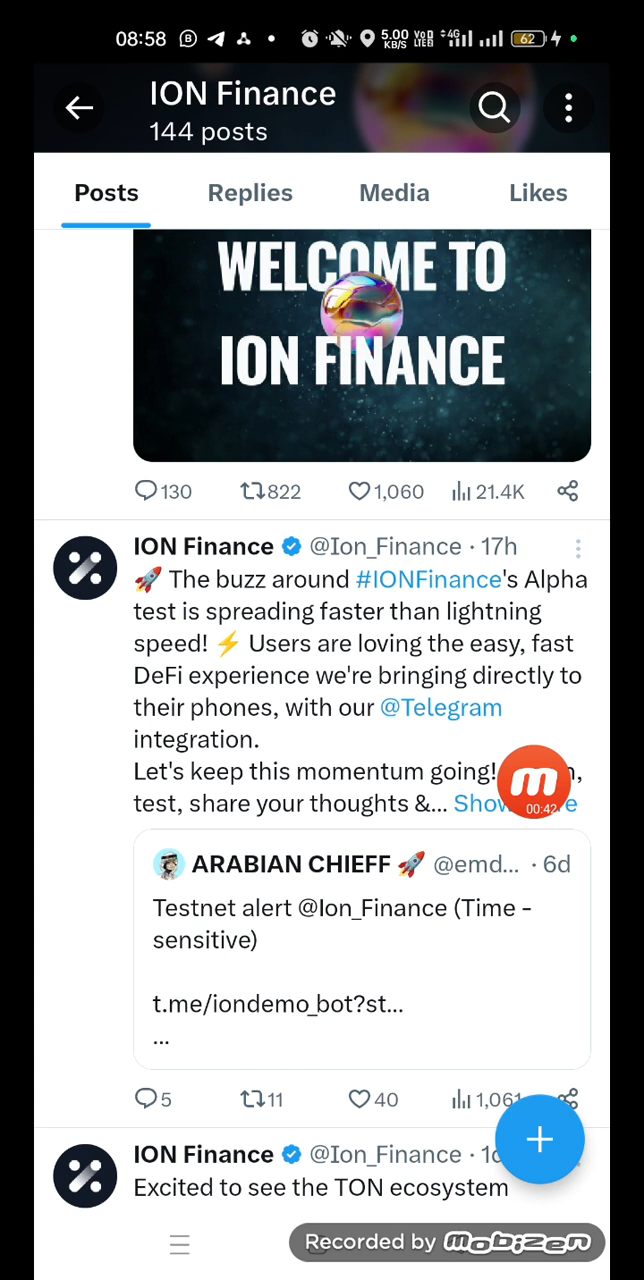 08:58 5.00 KB/S VoD LTE2 4G 62
ION Finance
144 posts
Posts Replies Media Likes
WELCOME TO
ION FINANCE
130 822 1,060 21.4K
ION Finance @Ion_Finance · 17h
🚀 The buzz around #IONFinance's Alpha
test is spreading faster than lightning
speed! ⚡ Users are loving the easy, fast
DeFi experience we're bringing directly to
their phones, with our @Telegram
integration.
Let's keep this momentum going!
test, share your thoughts &...
m
00:42
ARABIAN CHIEFF 🚀 @emd... · 6d
Testnet alert @Ion_Finance (Time -
sensitive)
t.me/iondemo_bot?st...
...
5 11 40 1,061
ION Finance @Ion_Finance ·
Excited to see the TON ecosystem
Recorded by mobizen